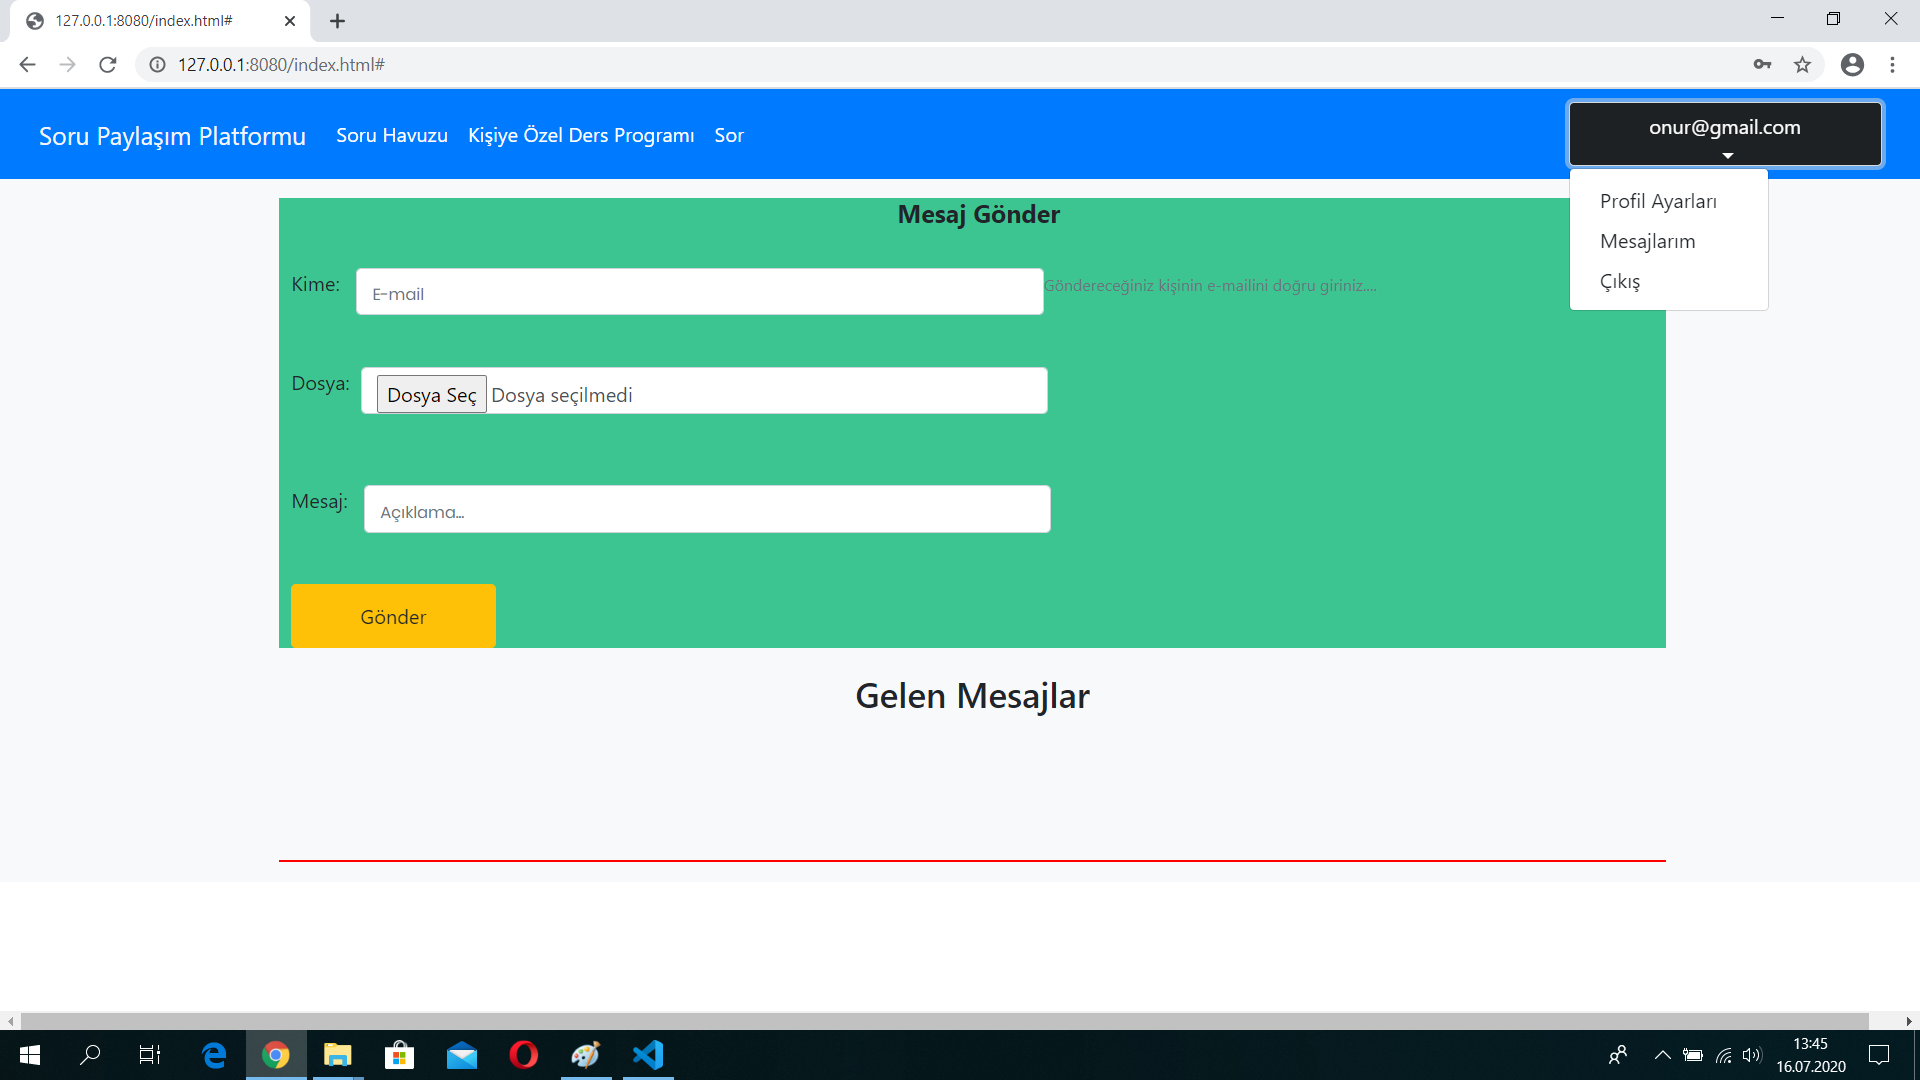 127.0.0.1:8080/index.html#
127.0.0.1:8080/index.html#
Soru Paylaşım Platformu Soru Havuzu Kişiye Özel Ders Programı Sor
onur@gmail.com
Profil Ayarları
Mesajlarım
Çıkış
Mesaj Gönder
Kime: E-mail Göndereceğiniz kişinin e-mailini doğru giriniz....
Dosya: Dosya Seç Dosya seçilmedi
Mesaj: Açıklama...
Gönder
Gelen Mesajlar
13:45
16.07.2020